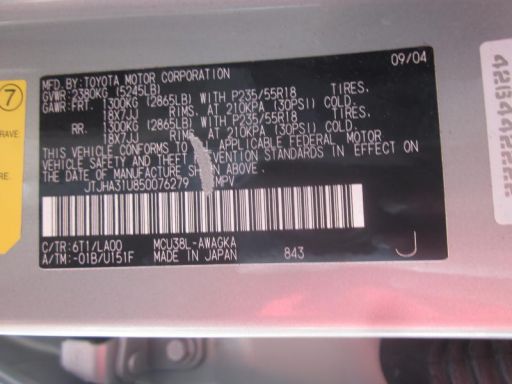 MFD.BY:TOYOTA MOTOR CORPORATION 09/04
GVWR:2380KG (5245LB)
GAWR:FRT. 1300KG (2865LB) WITH P235/55R18 TIRES,
18X7JJ RIMS, AT 210KPA (30PSI) COLD.
RR. 1300KG (2865LB) WITH P235/55R18 TIRES,
18X7JJ RIMS, AT 210KPA (30PSI) COLD.
THIS VEHICLE CONFORMS TO APPLICABLE FEDERAL MOTOR
VEHICLE SAFETY AND THEFT PREVENTION STANDARDS IN EFFECT ON
THE DATE OF MANUFACTURE SHOWN ABOVE.
JTJHA31U850076279 MPV
C/TR:6T1/LA00 MCU38L-AWAGKA
A/TM:-01B/U151F MADE IN JAPAN 843 J
7
RAVE